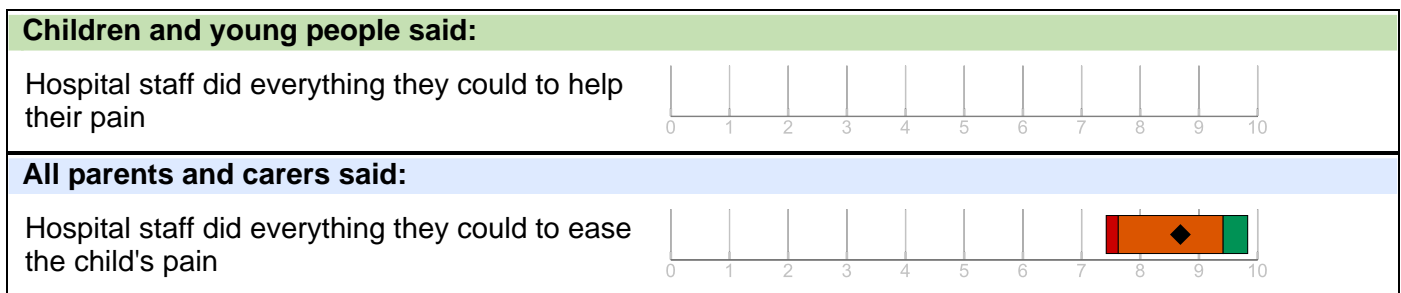 Children and young people said:
Hospital staff did everything they could to help
their pain
0 1 2 3 4 5 6 7 8 9 10
All parents and carers said:
Hospital staff did everything they could to ease
the child's pain
0 1 2 3 4 5 6 7 8 9 10